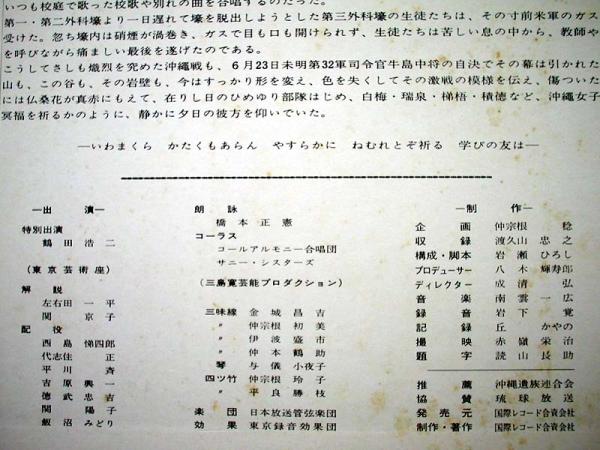 いつも校庭で歌った校歌や別れの曲を合唱するのだった。
第一・第二外科壕より一日遅れて壕を脱出しようとした第三外科壕の生徒たちは、その寸前米軍のガス
受けた。忽ち壕内は硝煙が渦巻き、ガスで目も口も開けられず、生徒たちは苦しい息の中から、教師や
を呼びながら痛ましい最後を遂げたのである。
こうしてさしも熾烈を究めた沖縄戦も、6月23日未明第32軍司令官牛島中将の自決でその幕は引かれた
山も、この谷も、その岩壁も、今はすっかり形を変え、色を失くしてその激戦の模様を伝え、傷ついた
には仏桑花が真赤にもえて、在りし日のひめゆり部隊はじめ、白梅・瑞泉・梯梧・積徳など、沖縄女子
冥福を祈るかのように、静かに夕日の彼方を仰いでいた。
―いわまくら かたくもあらん やすらかに ねむれとぞ祈る 学びの友は―
―出演―
特別出演
鶴田浩二
(東京芸術座)
解説
左右田一平
関京子
配役
西島悌四郎
代志住正
平川斉
吉原興一
徳武忠吉
関陽子
飯沼みどり
朗詠
橋本正憲
コーラス
コールアルモニー合唱団
サニー・シスターズ
(三島寛芸能プロダクション)
三味線 金城昌吉
〃 仲宗根初美
〃 伊波盛市
〃 仲本鶴助
琴 与儀小夜子
四ツ竹 仲宗根玲子
〃 平良勝枝
楽団 日本放送管弦楽団
効果 東京録音効果団
―制作―
企画 仲宗根稔
収録 渡久山忠之
構成・脚本 岩瀬ひろし
プロデューサー 八木輝寿郎
ディレクター 成清弘
音楽 南雲一広
録音 岩下覚
記録 丘かやの
撮映 赤嶺栄治
題字 読山長助
推薦 沖縄遺族連合会
協賛 琉球放送
発売元 国際レコード合資会社
制作・著作 国際レコード合資会社